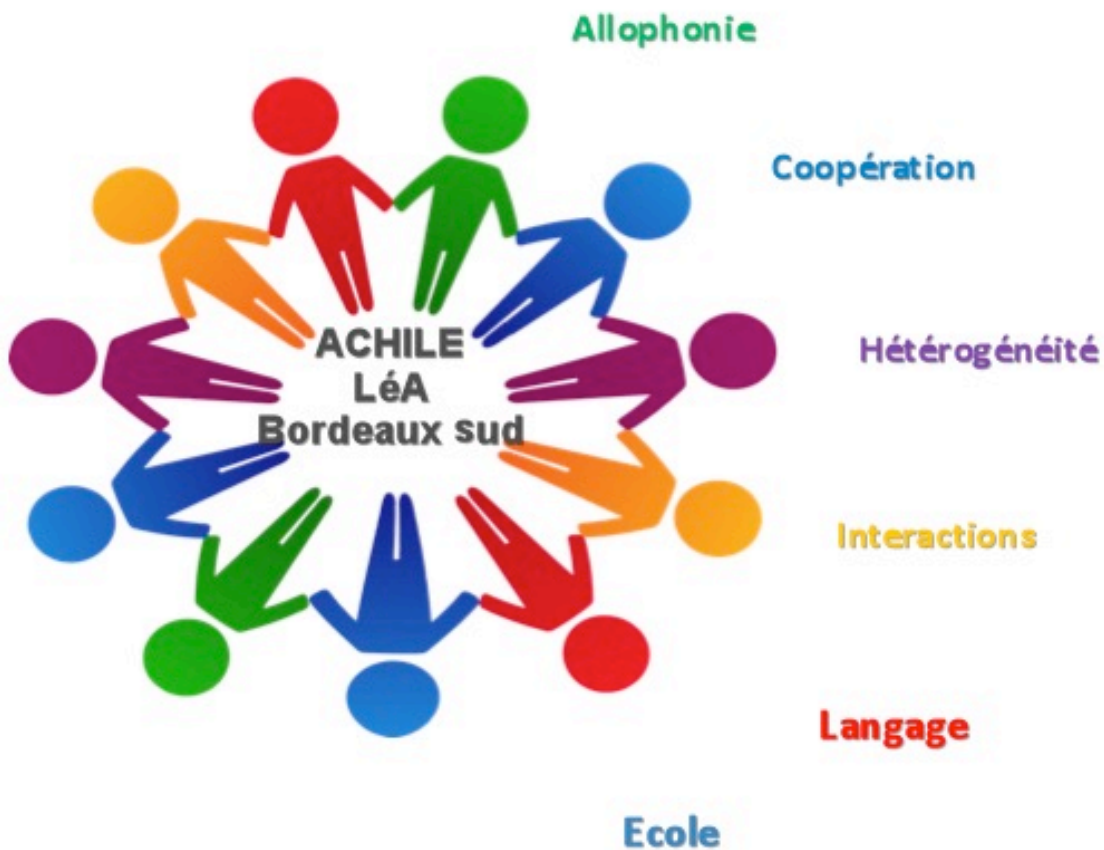 Allophonie
Coopération
ACHILE
LéA
Bordeaux sud
Hétérogénéité
Interactions
Langage
Ecole